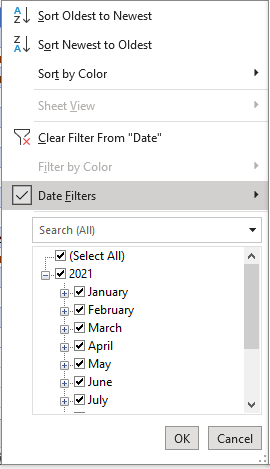 Sort Oldest to Newest
Sort Newest to Oldest
Sort by Color
Sheet View
Clear Filter From "Date"
Filter by Color
Date Filters
Search (All)
(Select All)
2021
January
February
March
April
May
June
July
OK Cancel